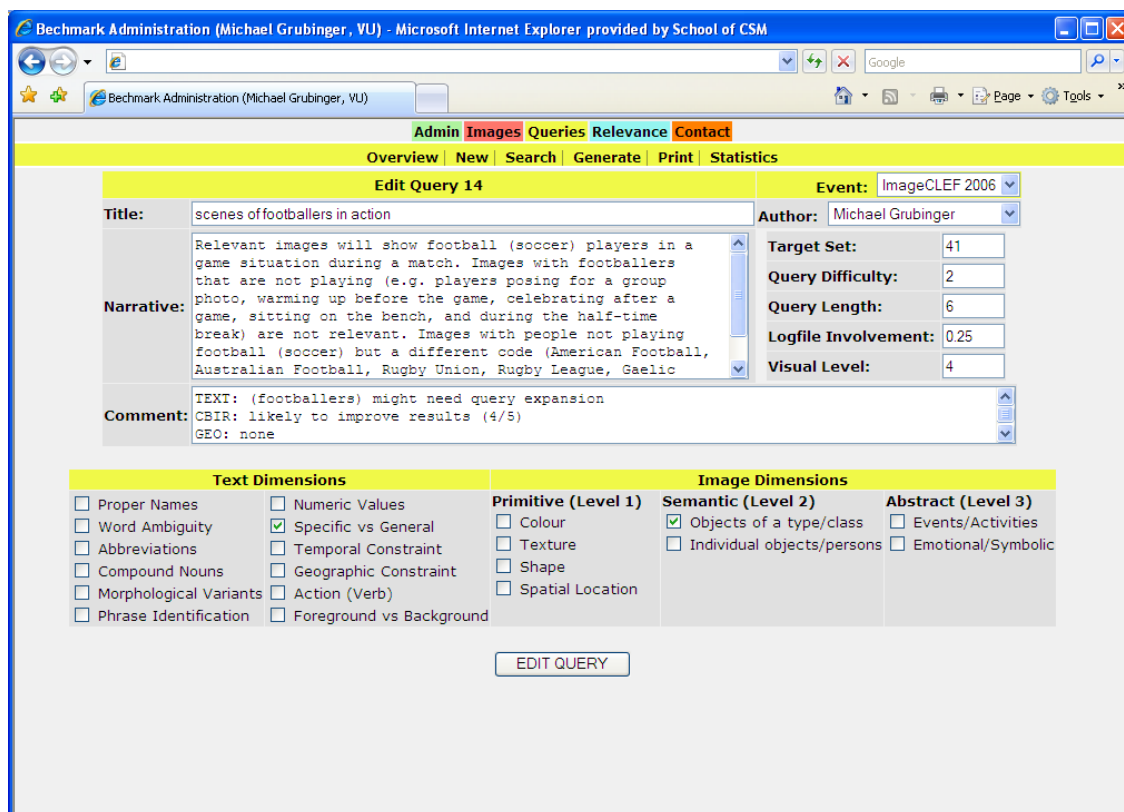 Bechmark Administration (Michael Grubinger, VU) - Microsoft Internet Explorer provided by School of CSM
Google
Bechmark Administration (Michael Grubinger, VU)
Page Tools »
Admin Images Queries Relevance Contact
Overview | New | Search | Generate | Print | Statistics
Edit Query 14 Event: ImageCLEF 2006
Title: scenes of footballers in action Author: Michael Grubinger
Narrative:
Relevant images will show football (soccer) players in a
game situation during a match. Images with footballers
that are not playing (e.g. players posing for a group
photo, warming up before the game, celebrating after a
game, sitting on the bench, and during the half-time
break) are not relevant. Images with people not playing
football (soccer) but a different code (American Football,
Australian Football, Rugby Union, Rugby League, Gaelic
Target Set: 41
Query Difficulty: 2
Query Length: 6
Logfile Involvement: 0.25
Visual Level: 4
Comment:
TEXT: (footballers) might need query expansion
CBIR: likely to improve results (4/5)
GEO: none
Text Dimensions Image Dimensions
Proper Names
Word Ambiguity
Abbreviations
Compound Nouns
Morphological Variants
Phrase Identification
Numeric Values
Specific vs General
Temporal Constraint
Geographic Constraint
Action (Verb)
Foreground vs Background
Primitive (Level 1)
Colour
Texture
Shape
Spatial Location
Semantic (Level 2)
Objects of a type/class
Individual objects/persons
Abstract (Level 3)
Events/Activities
Emotional/Symbolic
EDIT QUERY